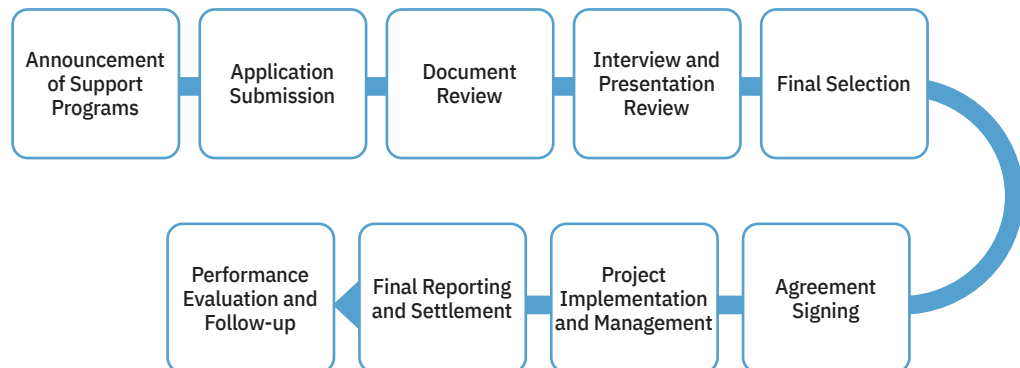 Announcement
of Support
Programs
Application
Submission
Document
Review
Interview and
Presentation
Review
Final Selection
Agreement
Signing
Project
Implementation
and Management
Final Reporting
and Settlement
Performance
Evaluation and
Follow-up